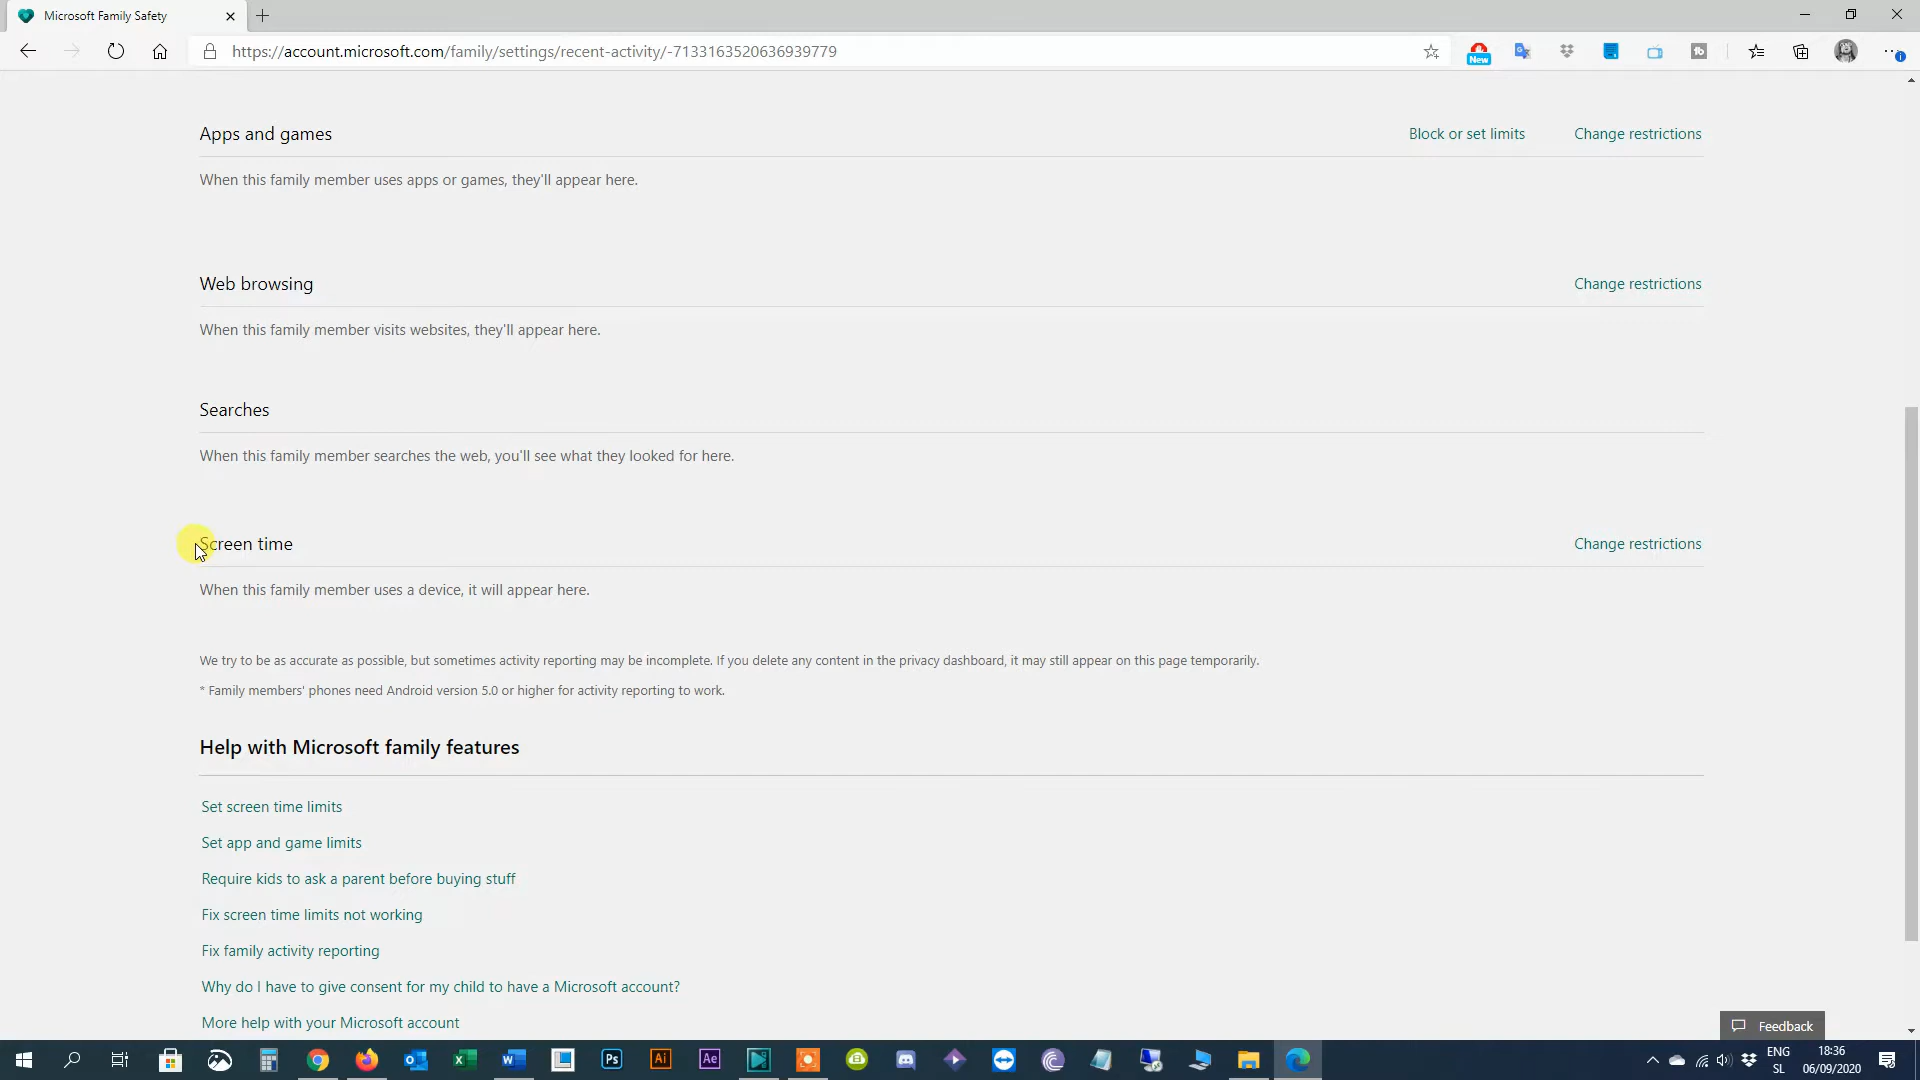 Microsoft Family Safety
https://account.microsoft.com/family/settings/recent-activity/-7133163520636939779
New
Apps and games
Block or set limits
Change restrictions
When this family member uses apps or games, they'll appear here.
Web browsing
Change restrictions
When this family member visits websites, they'll appear here.
Searches
When this family member searches the web, you'll see what they looked for here.
Screen time
Change restrictions
When this family member uses a device, it will appear here.
We try to be as accurate as possible, but sometimes activity reporting may be incomplete. If you delete any content in the privacy dashboard, it may still appear on this page temporarily.
* Family members' phones need Android version 5.0 or higher for activity reporting to work.
Help with Microsoft family features
Set screen time limits
Set app and game limits
Require kids to ask a parent before buying stuff
Fix screen time limits not working
Fix family activity reporting
Why do I have to give consent for my child to have a Microsoft account?
More help with your Microsoft account
Feedback
Ps
Ai
Ae
ENG
SL
18:36
06/09/2020